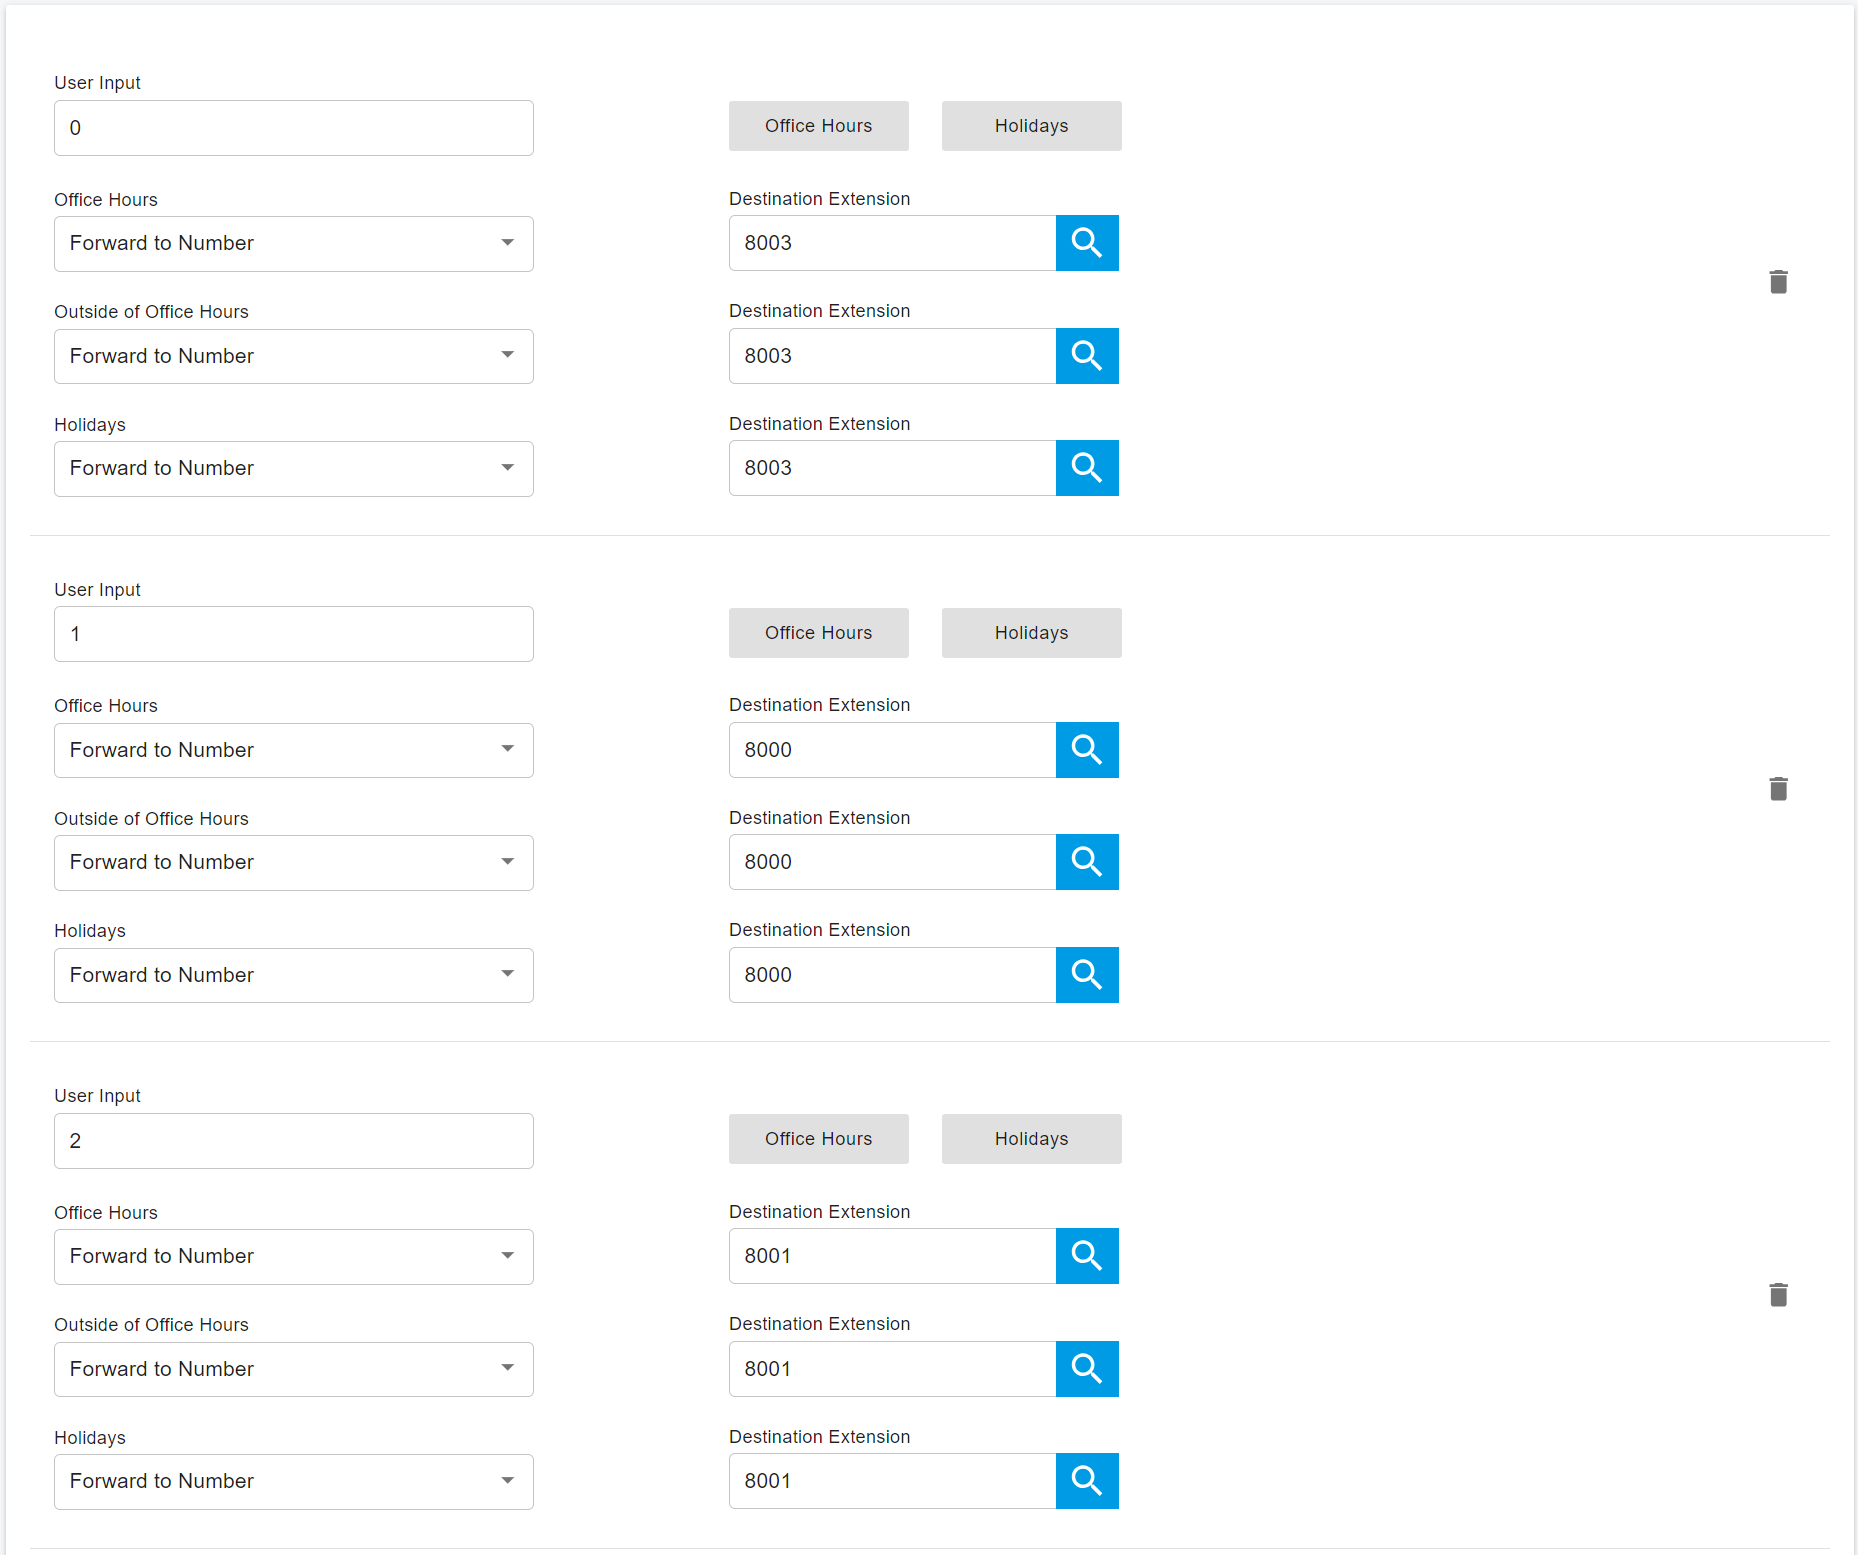 User Input
0
Office Hours Holidays
Office Hours Destination Extension
Forward to Number 8003
Outside of Office Hours Destination Extension
Forward to Number 8003
Holidays Destination Extension
Forward to Number 8003
User Input
1
Office Hours Holidays
Office Hours Destination Extension
Forward to Number 8000
Outside of Office Hours Destination Extension
Forward to Number 8000
Holidays Destination Extension
Forward to Number 8000
User Input
2
Office Hours Holidays
Office Hours Destination Extension
Forward to Number 8001
Outside of Office Hours Destination Extension
Forward to Number 8001
Holidays Destination Extension
Forward to Number 8001